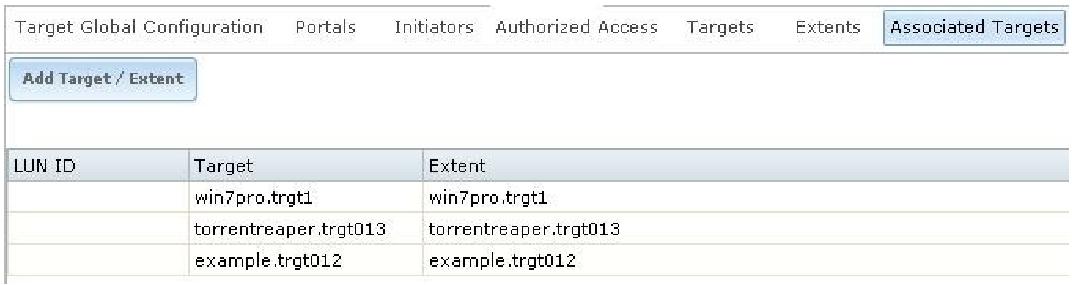 Target Global Configuration Portals Initiators Authorized Access Targets Extents Associated Targets
Add Target / Extent
LUN ID Target Extent
win7pro.trgt1 win7pro.trgt1
torrentreaper.trgt013 torrentreaper.trgt013
example.trgt012 example.trgt012